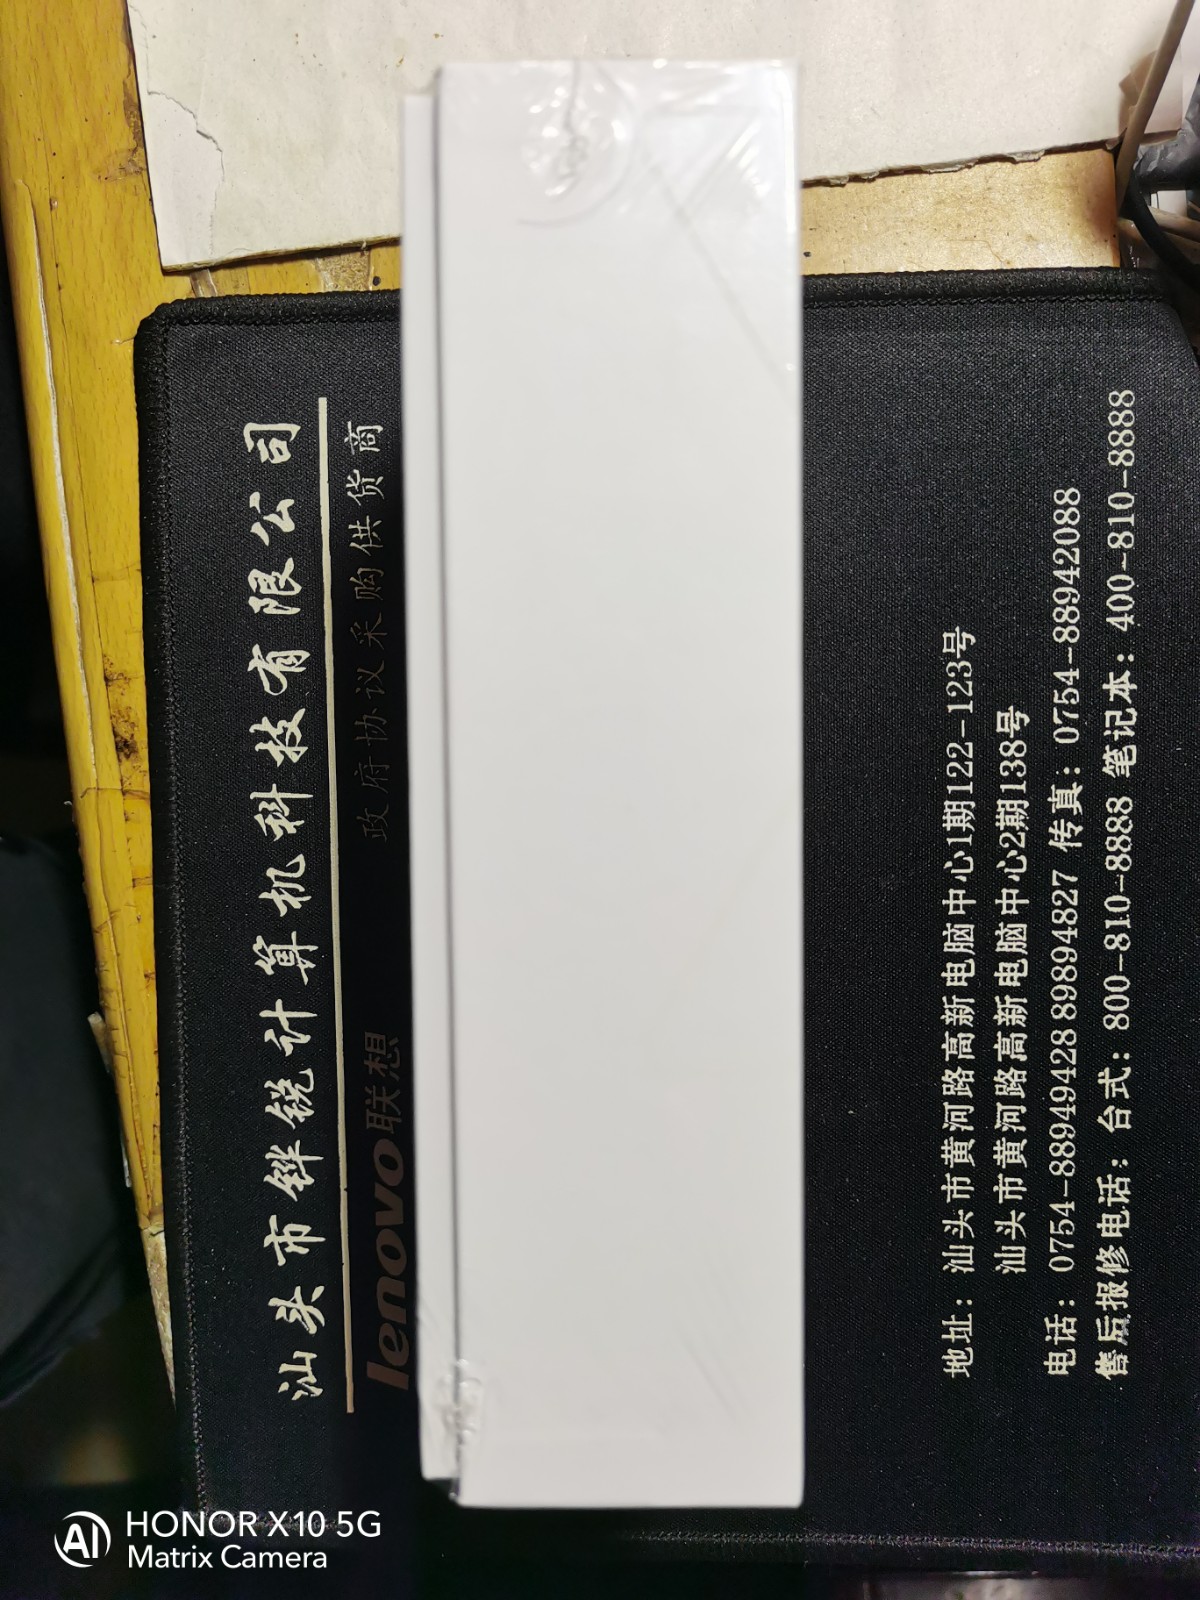 汕头市铧锐计算机科技有限公司
政府协议采购供货商
lenovo联想
地址：汕头市黄河路高新电脑中心1期122-123号
汕头市黄河路高新电脑中心2期138号
电话：0754-88949428 89894827 传真：0754-88942088
售后报修电话：台式：800-810-8888 笔记本：400-810-8888
AI HONOR X10 5G
Matrix Camera